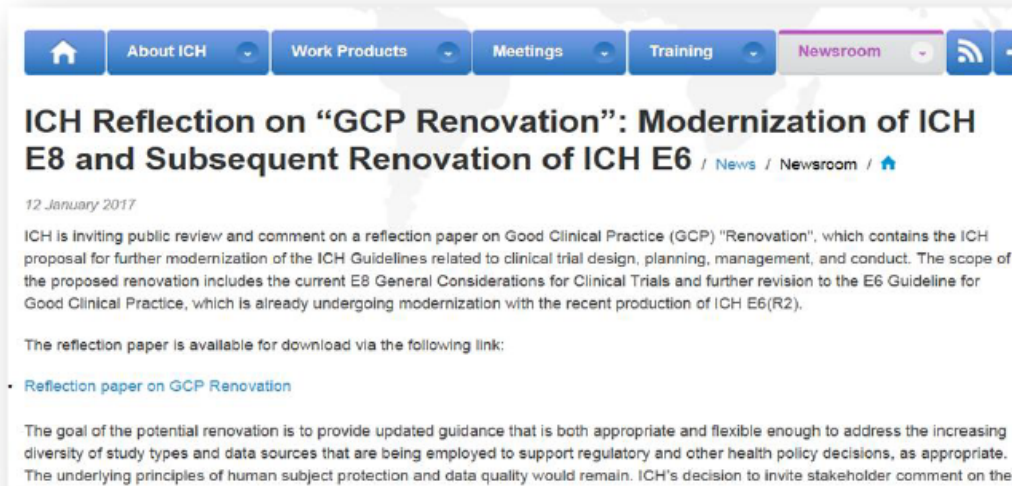 About ICH Work Products Meetings Training Newsroom
ICH Reflection on “GCP Renovation”: Modernization of ICH
E8 and Subsequent Renovation of ICH E6 / News / Newsroom /
12 January 2017
ICH is inviting public review and comment on a reflection paper on Good Clinical Practice (GCP) "Renovation", which contains the ICH
proposal for further modernization of the ICH Guidelines related to clinical trial design, planning, management, and conduct. The scope of
the proposed renovation includes the current E8 General Considerations for Clinical Trials and further revision to the E6 Guideline for
Good Clinical Practice, which is already undergoing modernization with the recent production of ICH E6(R2).
The reflection paper is available for download via the following link:
Reflection paper on GCP Renovation
The goal of the potential renovation is to provide updated guidance that is both appropriate and flexible enough to address the increasing
diversity of study types and data sources that are being employed to support regulatory and other health policy decisions, as appropriate.
The underlying principles of human subject protection and data quality would remain. ICH's decision to invite stakeholder comment on the